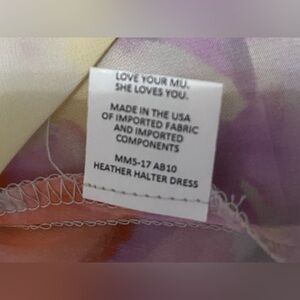 LOVE YOUR MU.
SHE LOVES YOU.
MADE IN THE USA
OF IMPORTED FABRIC
AND IMPORTED
COMPONENTS
MM5-17 AB10
HEATHER HALTER DRESS